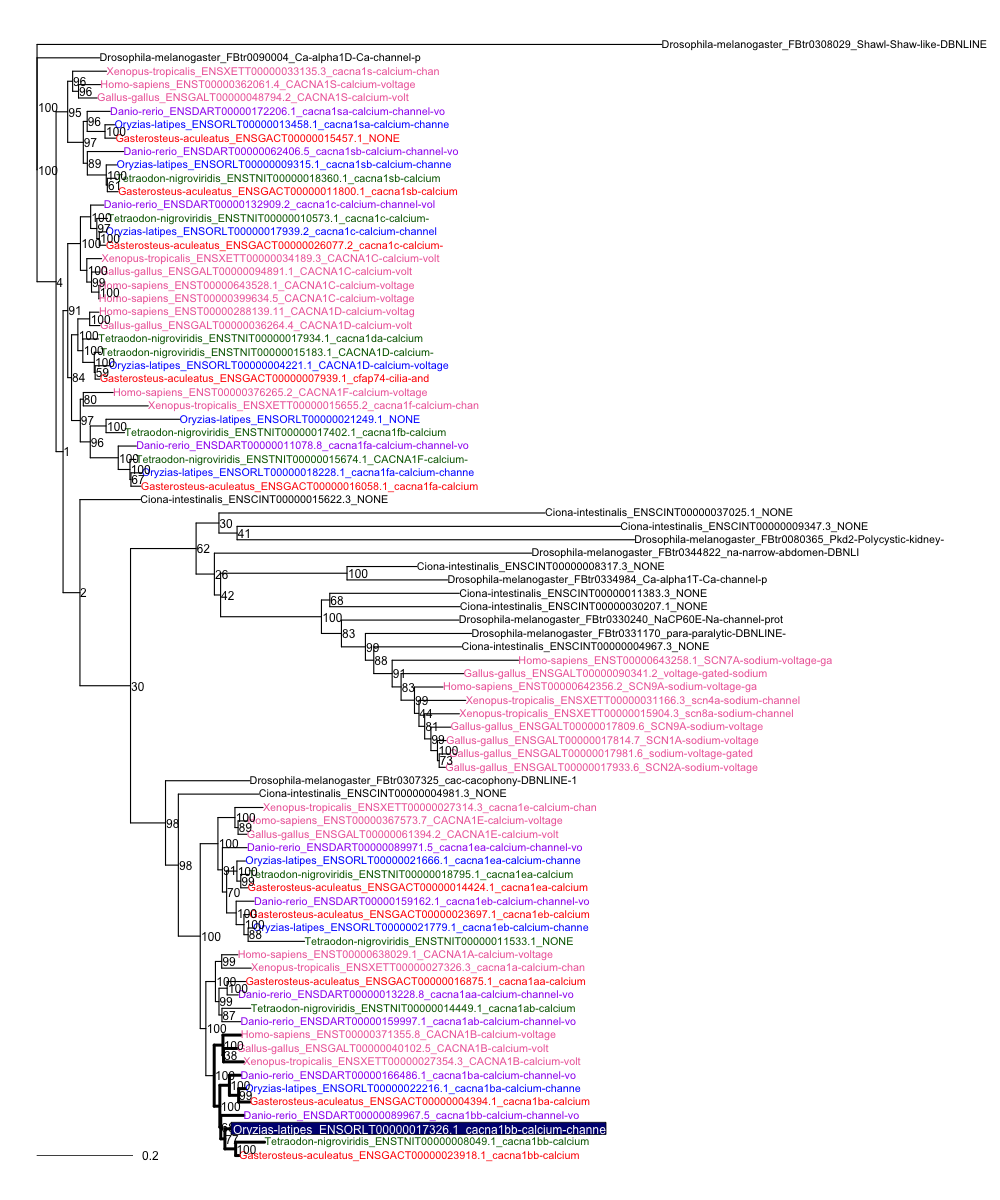 Drosophila-melanogaster_FBtr0308029_Shawl-Shaw-like-DBNLINE
Drosophila-melanogaster_FBtr0090004_Ca-alpha1D-Ca-channel-p
Xenopus-tropicalis_ENSXETT00000033135.3_cacna1s-calcium-chan
96
Homo-sapiens_ENST00000362061.4_CACNA1S-calcium-voltage
96
Gallus-gallus_ENSGALT00000048794.2_CACNA1S-calcium-volt
100
95
Danio-rerio_ENSDART00000172206.1_cacna1sa-calcium-channel-vo
96
Oryzias-latipes_ENSORLT00000013458.1_cacna1sa-calcium-channe
100
Gasterosteus-aculeatus_ENSGACT00000015457.1_NONE
97
Danio-rerio_ENSDART00000062406.5_cacna1sb-calcium-channel-vo
89
Oryzias-latipes_ENSORLT00000009315.1_cacna1sb-calcium-channe
100
100
Tetraodon-nigroviridis_ENSTNIT00000018360.1_cacna1sb-calcium
61
Gasterosteus-aculeatus_ENSGACT00000011800.1_cacna1sb-calcium
Danio-rerio_ENSDART00000132909.2_cacna1c-calcium-channel-vol
100
Tetraodon-nigroviridis_ENSTNIT00000010573.1_cacna1c-calcium-
97
Oryzias-latipes_ENSORLT00000017939.2_cacna1c-calcium-channel
100
100
Gasterosteus-aculeatus_ENSGACT00000026077.2_cacna1c-calcium-
Xenopus-tropicalis_ENSXETT00000034189.3_CACNA1C-calcium-volt
100
Gallus-gallus_ENSGALT00000094891.1_CACNA1C-calcium-volt
4
99
Homo-sapiens_ENST00000643528.1_CACNA1C-calcium-voltage
100
Homo-sapiens_ENST00000399634.5_CACNA1C-calcium-voltage
91
Homo-sapiens_ENST00000288139.11_CACNA1D-calcium-voltag
100
Gallus-gallus_ENSGALT00000036264.4_CACNA1D-calcium-volt
100
Tetraodon-nigroviridis_ENSTNIT00000017934.1_cacna1da-calcium
100
Tetraodon-nigroviridis_ENSTNIT00000015183.1_CACNA1D-calcium-
100
Oryzias-latipes_ENSORLT00000004221.1_CACNA1D-calcium-voltage
84
59
Gasterosteus-aculeatus_ENSGACT00000007939.1_cfap74-cilia-and
Homo-sapiens_ENST00000376265.2_CACNA1F-calcium-voltage
80
Xenopus-tropicalis_ENSXETT00000015655.2_cacna1f-calcium-chan
97
Oryzias-latipes_ENSORLT00000021249.1_NONE
100
Tetraodon-nigroviridis_ENSTNIT00000017402.1_cacna1fb-calcium
96
Danio-rerio_ENSDART00000011078.8_cacna1fa-calcium-channel-vo
1
100
Tetraodon-nigroviridis_ENSTNIT00000015674.1_CACNA1F-calcium-
100
Oryzias-latipes_ENSORLT00000018228.1_cacna1fa-calcium-channe
67
Gasterosteus-aculeatus_ENSGACT00000016058.1_cacna1fa-calcium
Ciona-intestinalis_ENSCINT00000015622.3_NONE
Ciona-intestinalis_ENSCINT00000037025.1_NONE
30
Ciona-intestinalis_ENSCINT00000009347.3_NONE
41
Drosophila-melanogaster_FBtr0080365_Pkd2-Polycystic-kidney-
62
Drosophila-melanogaster_FBtr0344822_na-narrow-abdomen-DBNLI
Ciona-intestinalis_ENSCINT00000008317.3_NONE
26
100
Drosophila-melanogaster_FBtr0334984_Ca-alpha1T-Ca-channel-p
2
42
Ciona-intestinalis_ENSCINT00000011383.3_NONE
68
Ciona-intestinalis_ENSCINT00000030207.1_NONE
100
Drosophila-melanogaster_FBtr0330240_NaCP60E-Na-channel-prot
83
Drosophila-melanogaster_FBtr0331170_para-paralytic-DBNLINE-
99
Ciona-intestinalis_ENSCINT00000004967.3_NONE
88
Homo-sapiens_ENST00000643258.1_SCN7A-sodium-voltage-ga
91
Gallus-gallus_ENSGALT00000090341.2_voltage-gated-sodium
30
83
Homo-sapiens_ENST00000642356.2_SCN9A-sodium-voltage-ga
99
Xenopus-tropicalis_ENSXETT00000031166.3_scn4a-sodium-channel
44
Xenopus-tropicalis_ENSXETT00000015904.3_scn8a-sodium-channel
81
Gallus-gallus_ENSGALT00000017809.6_SCN9A-sodium-voltage
99
Gallus-gallus_ENSGALT00000017814.7_SCN1A-sodium-voltage
100
Gallus-gallus_ENSGALT00000017981.6_sodium-voltage-gated
73
Gallus-gallus_ENSGALT00000017933.6_SCN2A-sodium-voltage
Drosophila-melanogaster_FBtr0307325_cac-cacophony-DBNLINE-1
Ciona-intestinalis_ENSCINT00000004981.3_NONE
Xenopus-tropicalis_ENSXETT00000027314.3_cacna1e-calcium-chan
98
100
Homo-sapiens_ENST00000367573.7_CACNA1E-calcium-voltage
89
Gallus-gallus_ENSGALT00000061394.2_CACNA1E-calcium-volt
100
Danio-rerio_ENSDART00000089971.5_cacna1ea-calcium-channel-vo
98
Oryzias-latipes_ENSORLT00000021666.1_cacna1ea-calcium-channe
91
100
Tetraodon-nigroviridis_ENSTNIT00000018795.1_cacna1ea-calcium
99
Gasterosteus-aculeatus_ENSGACT00000014424.1_cacna1ea-calcium
70
Danio-rerio_ENSDART00000159162.1_cacna1eb-calcium-channel-vo
100
Gasterosteus-aculeatus_ENSGACT00000023697.1_cacna1eb-calcium
100
Oryzias-latipes_ENSORLT00000021779.1_cacna1eb-calcium-channe
100
88
Tetraodon-nigroviridis_ENSTNIT00000011533.1_NONE
Homo-sapiens_ENST00000638029.1_CACNA1A-calcium-voltage
99
Xenopus-tropicalis_ENSXETT00000027326.3_cacna1a-calcium-chan
100
Gasterosteus-aculeatus_ENSGACT00000016875.1_cacna1aa-calcium
100
Danio-rerio_ENSDART00000013228.8_cacna1aa-calcium-channel-vo
99
Tetraodon-nigroviridis_ENSTNIT00000014449.1_cacna1ab-calcium
87
Danio-rerio_ENSDART00000159997.1_cacna1ab-calcium-channel-vo
100
Homo-sapiens_ENST00000371355.8_CACNA1B-calcium-voltage
100
Gallus-gallus_ENSGALT00000040102.5_CACNA1B-calcium-volt
38
Xenopus-tropicalis_ENSXETT00000027354.3_CACNA1B-calcium-volt
100
Danio-rerio_ENSDART00000166486.1_cacna1ba-calcium-channel-vo
100
Oryzias-latipes_ENSORLT00000022216.1_cacna1ba-calcium-channe
99
Gasterosteus-aculeatus_ENSGACT00000004394.1_cacna1ba-calcium
100
Danio-rerio_ENSDART00000089967.5_cacna1bb-calcium-channel-vo
Oryzias-latipes_ENSORLT00000017326.1_cacna1bb-calcium-channe
77
Tetraodon-nigroviridis_ENSTNIT00000008049.1_cacna1bb-calcium
100
Gasterosteus-aculeatus_ENSGACT00000023918.1_cacna1bb-calcium
0.2